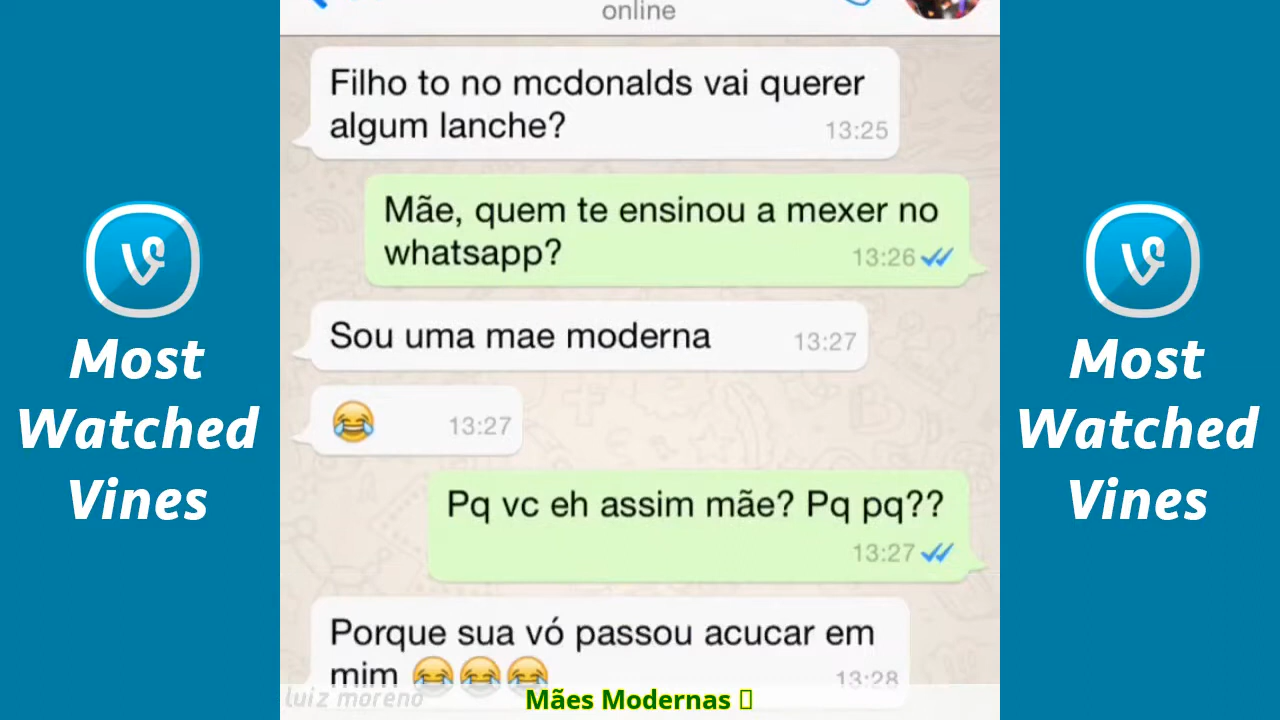 online
Filho to no mcdonalds vai querer
algum lanche?
13:25
Mãe, quem te ensinou a mexer no
whatsapp?
13:26
Sou uma mae moderna
13:27
😂
13:27
Pq vc eh assim mãe? Pq pq??
13:27
Porque sua vó passou acucar em
mim 😂😂😂
13:28
luiz moreno
Mães Modernas
Most
Watched
Vines
Most
Watched
Vines